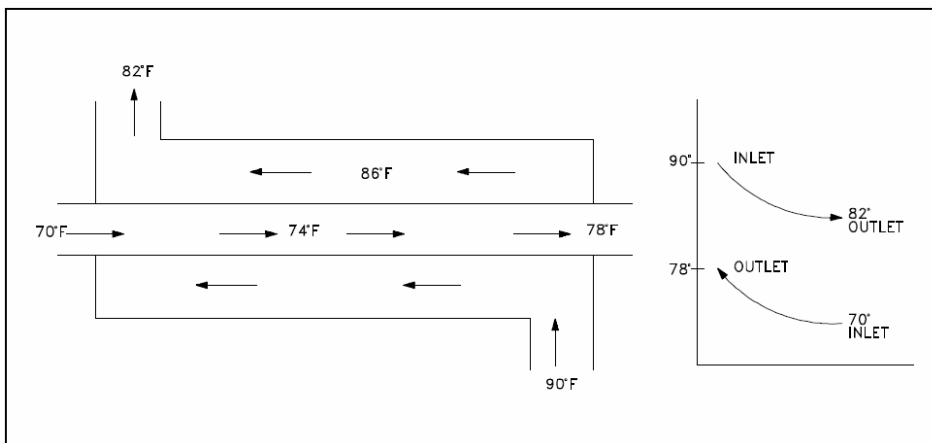 82°F
86°F
70°F
74°F
78°F
90°F
90°
INLET
82°
OUTLET
78°
OUTLET
70°
INLET